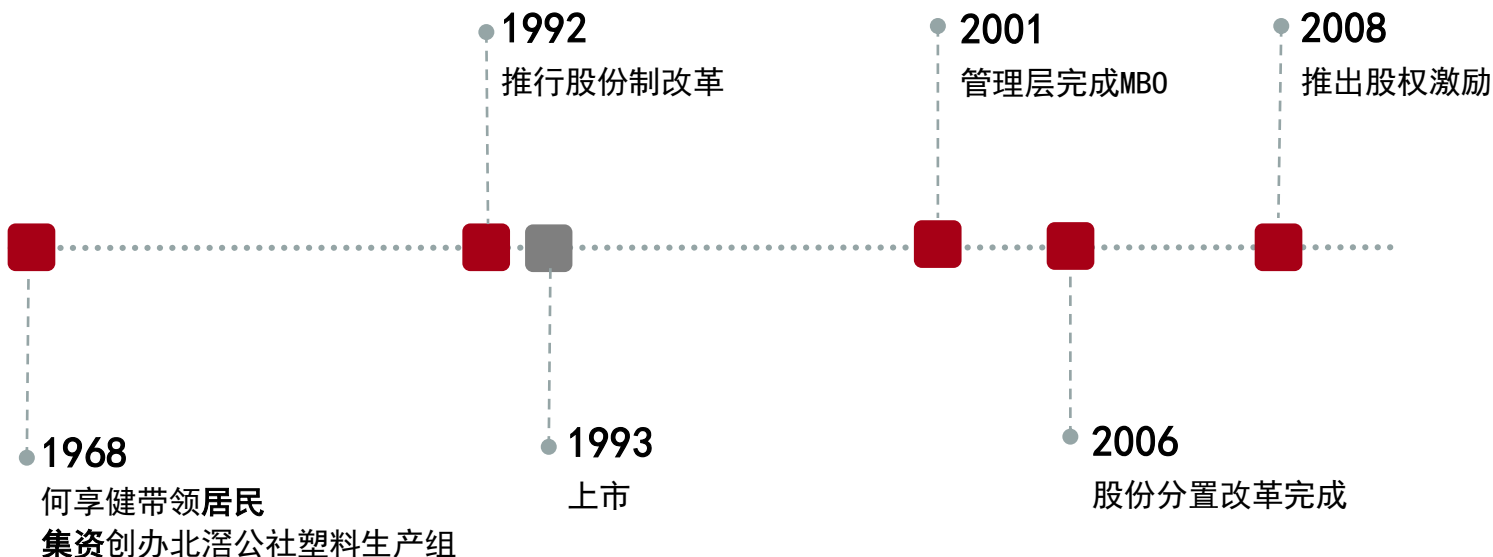 1992
推行股份制改革
2001
管理层完成MBO
2008
推出股权激励
1968
何享健带领居民
集资创办北滘公社塑料生产组
1993
上市
2006
股份分置改革完成